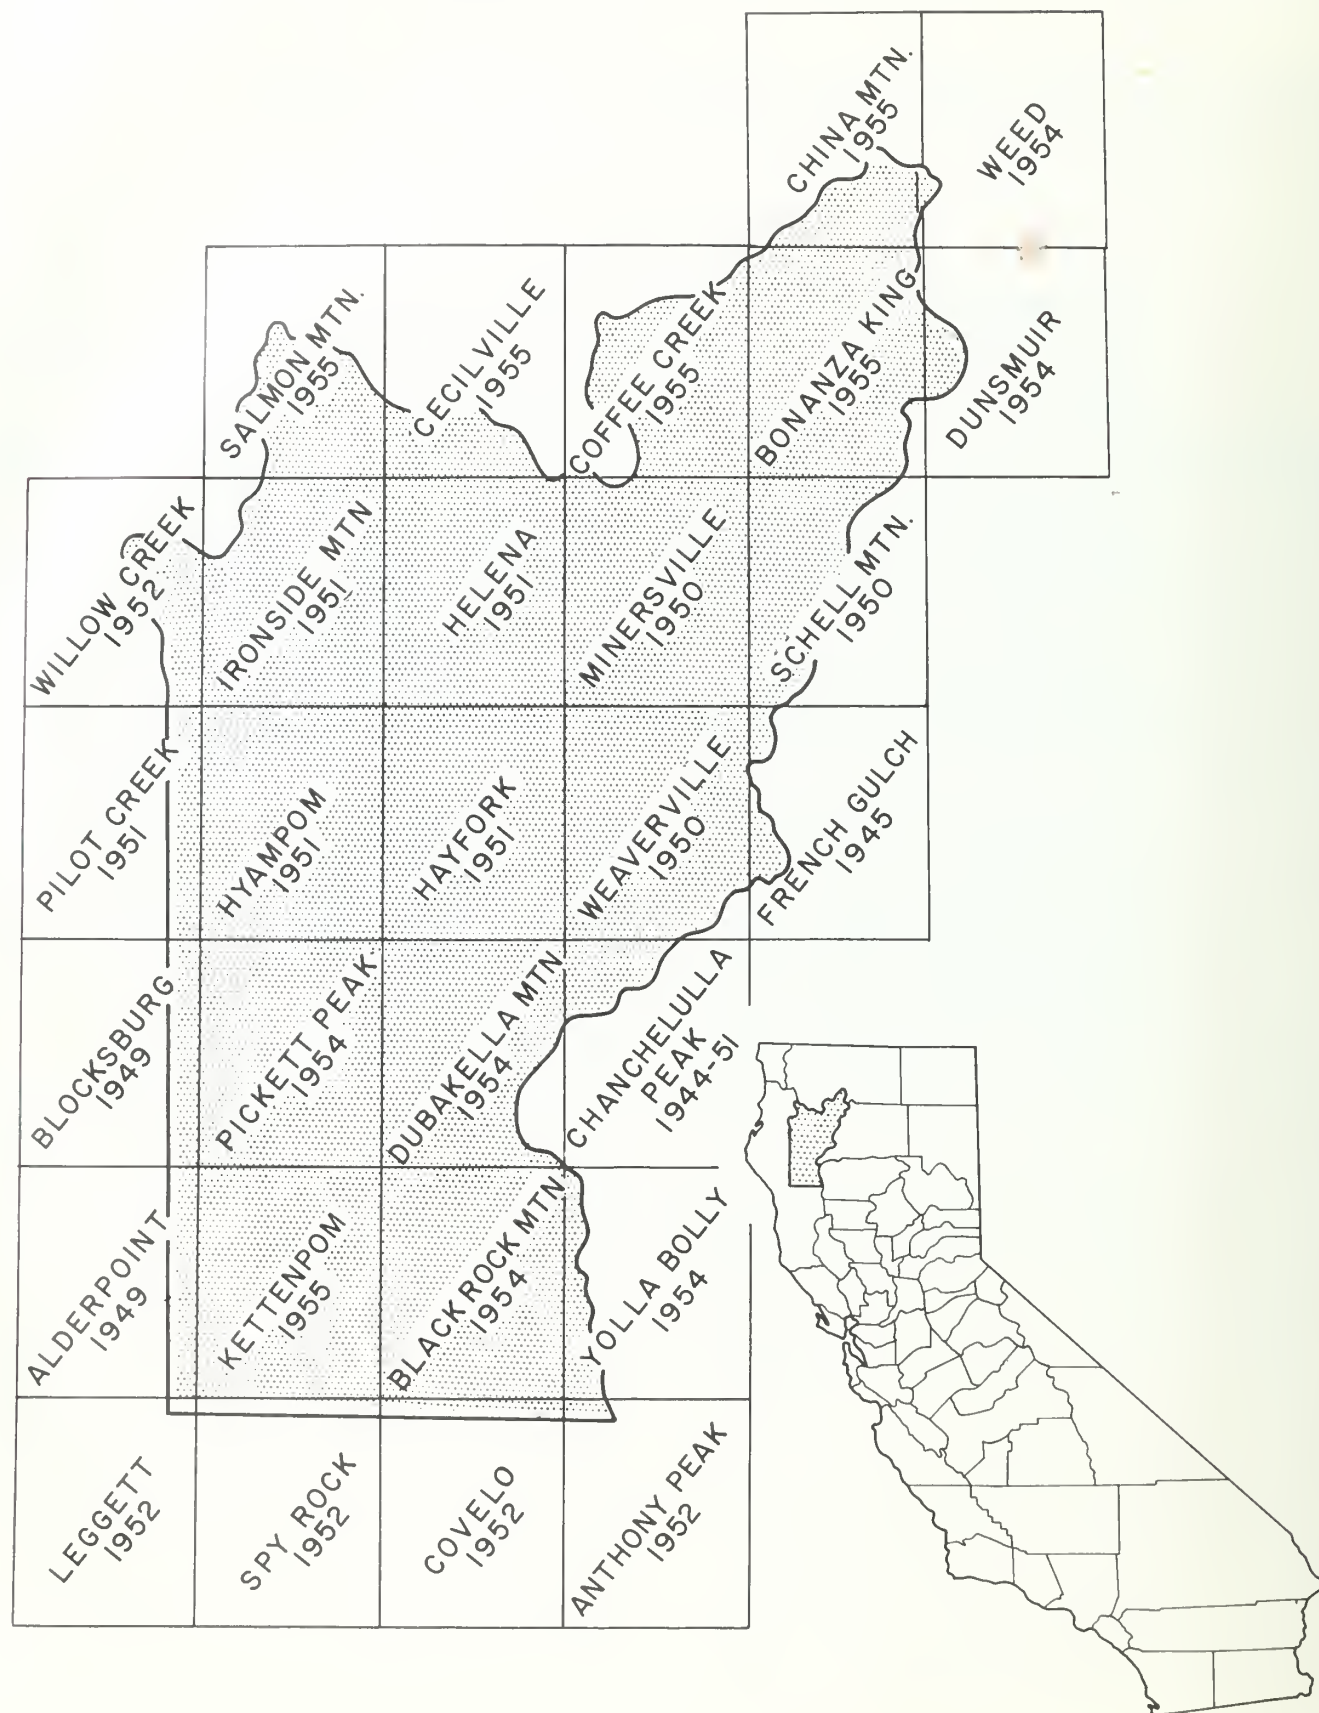 CHINA MTN.
1955
WEED
1954
SALMON MTN.
1955
CECILVILLE
1955
COFFEE CREEK
1955
BONANZA KING
1955
DUNSMUIR
1954
WILLOW CREEK
1952
IRONSIDE MTN
1951
HELENA
1951
MINERSVILLE
1950
SCHELL MTN.
1950
PILOT CREEK
1951
HYAMPOM
1951
HAYFORK
1951
WEAVERVILLE
1950
FRENCH GULCH
1945
BLOCKSBURG
1949
PICKETT PEAK
1954
DUBAKELLA MTN
1954
CHANCHELULLA
PEAK
1944-51
ALDERPOINT
1949
KETTENPOM
1955
BLACK ROCK MTN
1954
YOLLA BOLLY
1954
LEGGETT
1952
SPY ROCK
1952
COVELO
1952
ANTHONY PEAK
1952